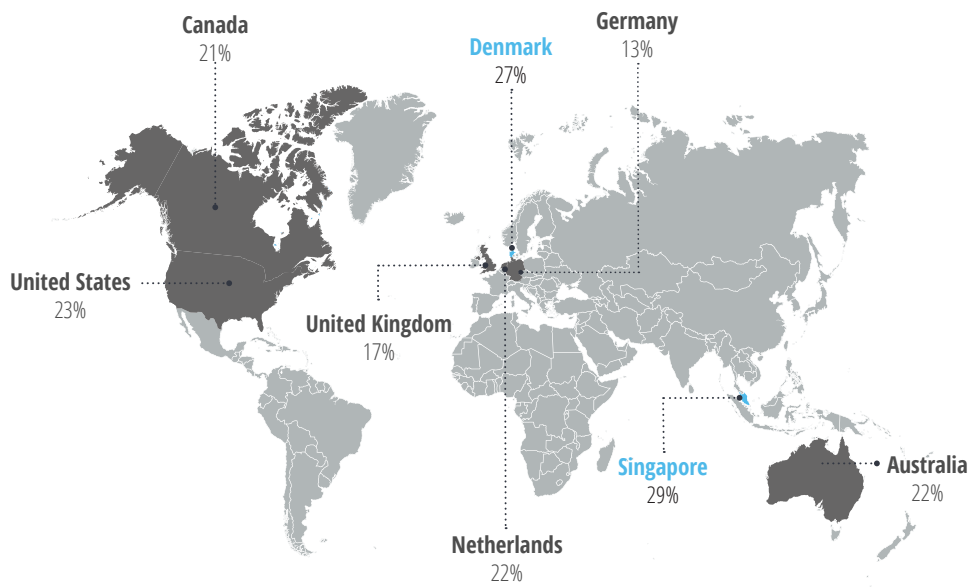 Canada
21%
Germany
13%
Denmark
27%
United States
23%
United Kingdom
17%
Singapore
29%
Australia
22%
Netherlands
22%